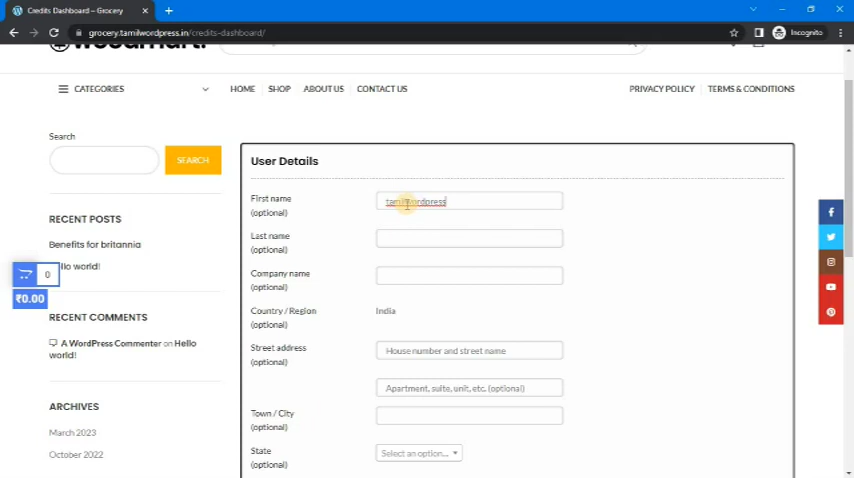 Credits Dashboard – Grocery
grocery.tamilwordpress.in/credits-dashboard/
Incognito
woodmart.
CATEGORIES
HOME
SHOP
ABOUT US
CONTACT US
PRIVACY POLICY
TERMS & CONDITIONS
Search
SEARCH
RECENT POSTS
Benefits for britannia
llo world!
0
₹0.00
RECENT COMMENTS
A WordPress Commenter on Hello
world!
ARCHIVES
March 2023
October 2022
User Details
First name
(optional)
tamilwordpress
Last name
(optional)
Company name
(optional)
Country / Region
(optional)
India
Street address
(optional)
House number and street name
Apartment, suite, unit, etc. (optional)
Town / City
(optional)
State
(optional)
Select an option...